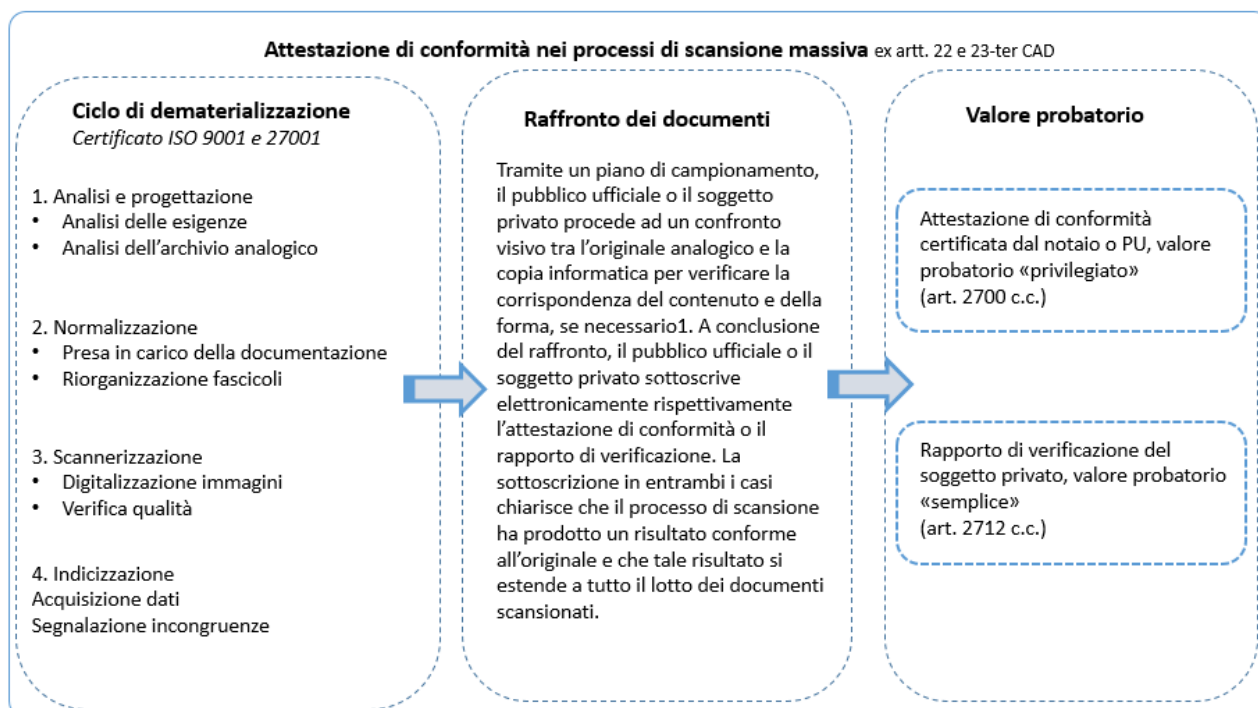 Attestazione di conformità nei processi di scansione massiva ex artt. 22 e 23-ter CAD
Ciclo di dematerializzazione
Certificato ISO 9001 e 27001
1. Analisi e progettazione
• Analisi delle esigenze
• Analisi dell'archivio analogico
2. Normalizzazione
• Presa in carico della documentazione
• Riorganizzazione fascicoli
3. Scannerizzazione
• Digitalizzazione immagini
• Verifica qualità
4. Indicizzazione
Acquisizione dati
Segnalazione incongruenze
Raffronto dei documenti
Tramite un piano di campionamento,
il pubblico ufficiale o il soggetto
privato procede ad un confronto
visivo tra l'originale analogico e la
copia informatica per verificare la
corrispondenza del contenuto e della
forma, se necessario1. A conclusione
del raffronto, il pubblico ufficiale o il
soggetto privato sottoscrive
elettronicamente rispettivamente
l'attestazione di conformità o il
rapporto di verificazione. La
sottoscrizione in entrambi i casi
chiarisce che il processo di scansione
ha prodotto un risultato conforme
all'originale e che tale risultato si
estende a tutto il lotto dei documenti
scansionati.
Valore probatorio
Attestazione di conformità
certificata dal notaio o PU, valore
probatorio «privilegiato»
(art. 2700 c.c.)
Rapporto di verificazione del
soggetto privato, valore probatorio
«semplice»
(art. 2712 c.c.)